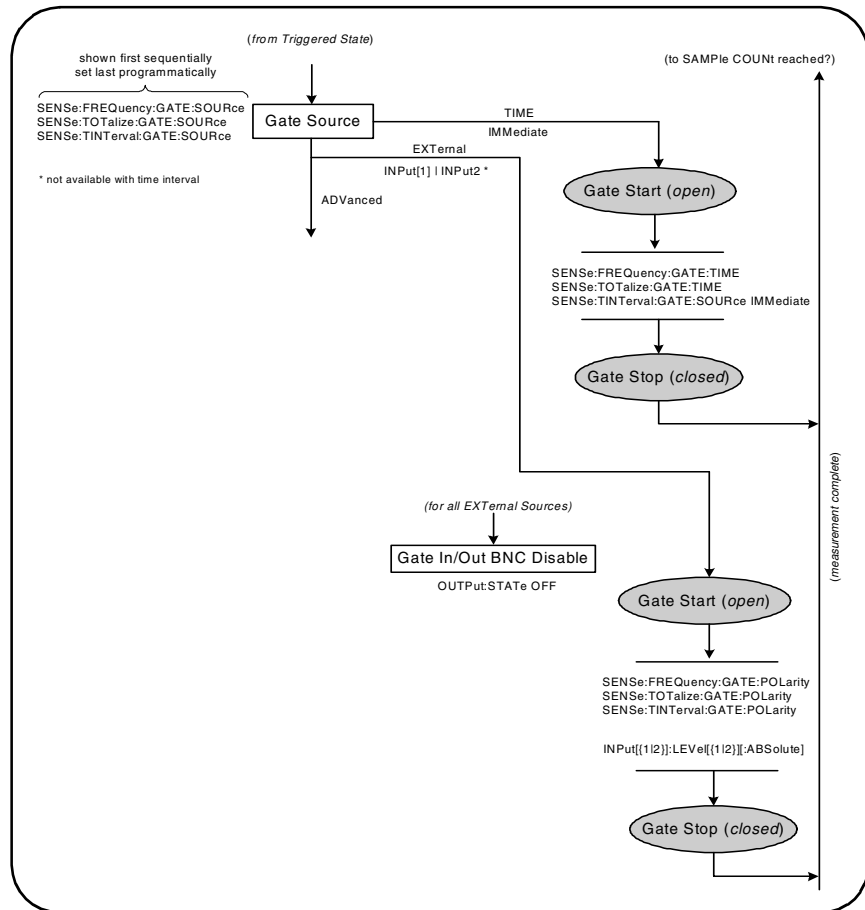 (from Triggered State)
(to SAMPle COUNt reached?)
shown first sequentially
set last programmatically
SENSe:FREQuency:GATE:SOURce
SENSe:TOTalize:GATE:SOURce
SENSe:TINTerval:GATE:SOURce
* not available with time interval
Gate Source
TIME
IMMediate
EXTernal
INPut[1] | INPut2 *
ADVanced
Gate Start (open)
SENSe:FREQuency:GATE:TIME
SENSe:TOTalize:GATE:TIME
SENSe:TINTerval:GATE:SOURce IMMediate
Gate Stop (closed)
(measurement complete)
(for all EXTernal Sources)
Gate In/Out BNC Disable
OUTPut:STATe OFF
Gate Start (open)
SENSe:FREQuency:GATE:POLarity
SENSe:TOTalize:GATE:POLarity
SENSe:TINTerval:GATE:POLarity
INPut[{1|2}]:LEVel[{1|2}][:ABSolute]
Gate Stop (closed)